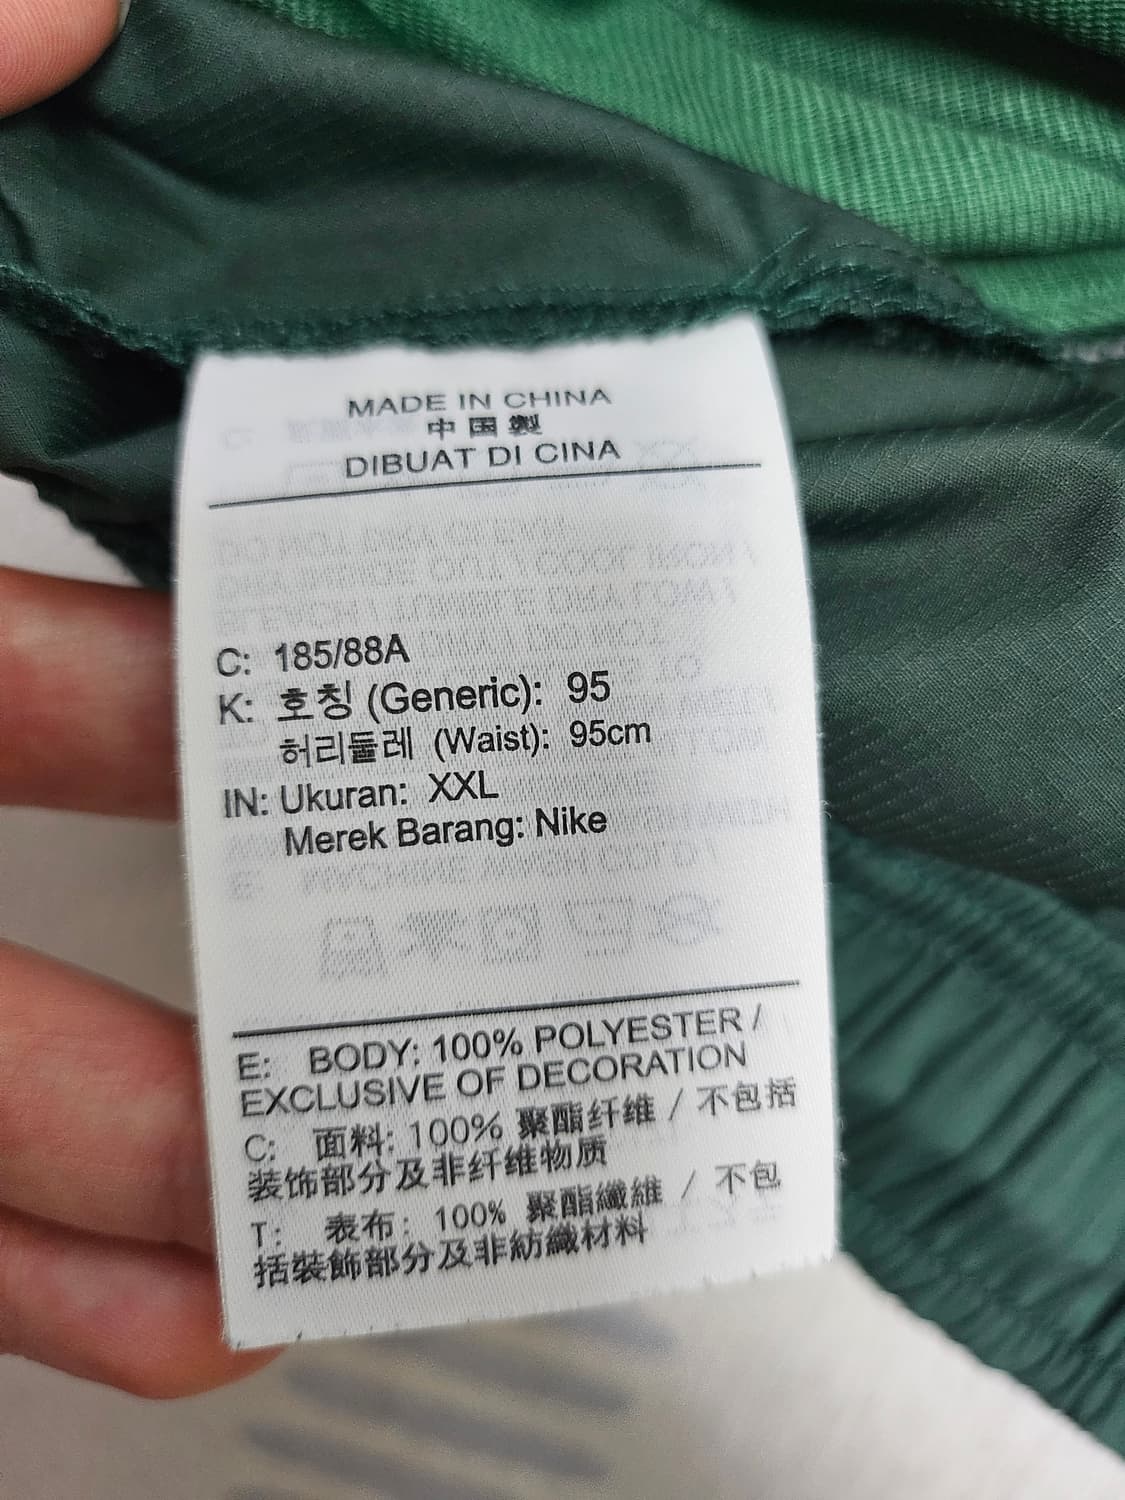 MADE IN CHINA
中国製
DIBUAT DI CINA
C: 185/88A
K: 호칭 (Generic): 95
허리둘레 (Waist): 95cm
IN: Ukuran: XXL
Merek Barang: Nike
E: BODY: 100% POLYESTER /
EXCLUSIVE OF DECORATION
C: 面料: 100% 聚酯纤维 / 不包括
装饰部分及非纤维物质
T: 表布: 100% 聚酯纖維 / 不包
括裝飾部分及非紡織材料